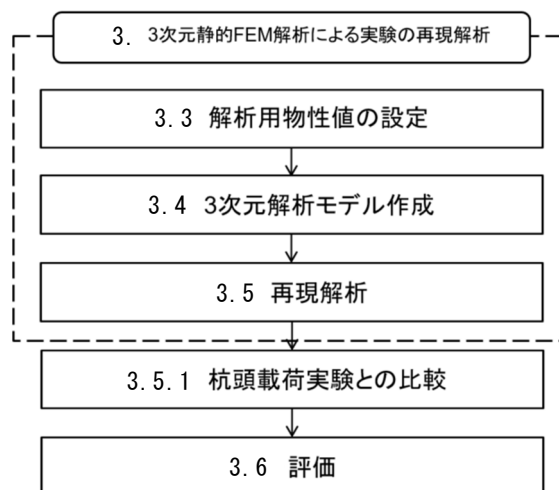 3. 3次元静的FEM解析による実験の再現解析
3.3 解析用物性値の設定
3.4 3次元解析モデル作成
3.5 再現解析
3.5.1 杭頭載荷実験との比較
3.6 評価